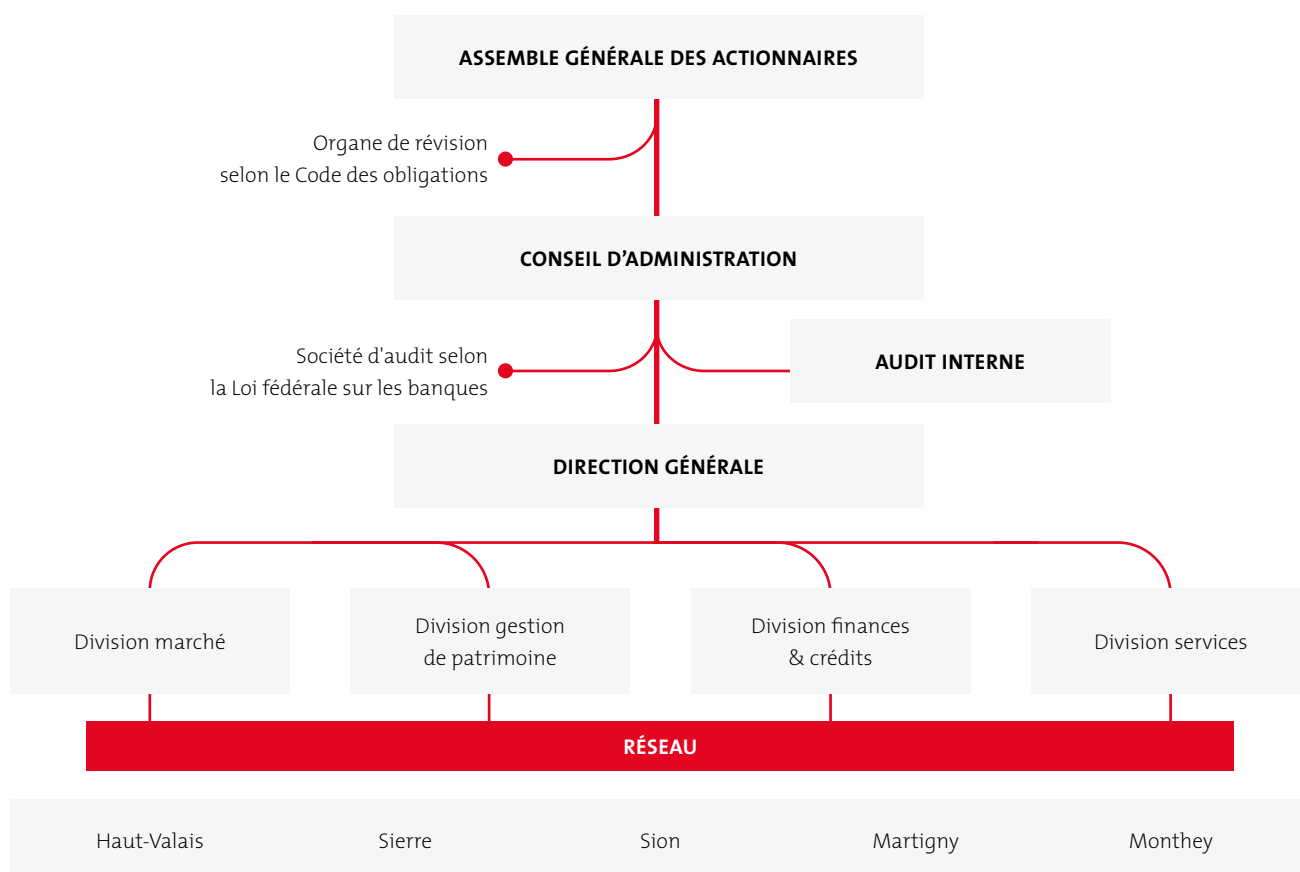 ASSEMBLE GÉNÉRALE DES ACTIONNAIRES
Organe de révision
selon le Code des obligations
CONSEIL D’ADMINISTRATION
Société d'audit selon
la Loi fédérale sur les banques
AUDIT INTERNE
DIRECTION GÉNÉRALE
Division marché
Division gestion
de patrimoine
Division finances
& crédits
Division services
RÉSEAU
Haut-Valais
Sierre
Sion
Martigny
Monthey